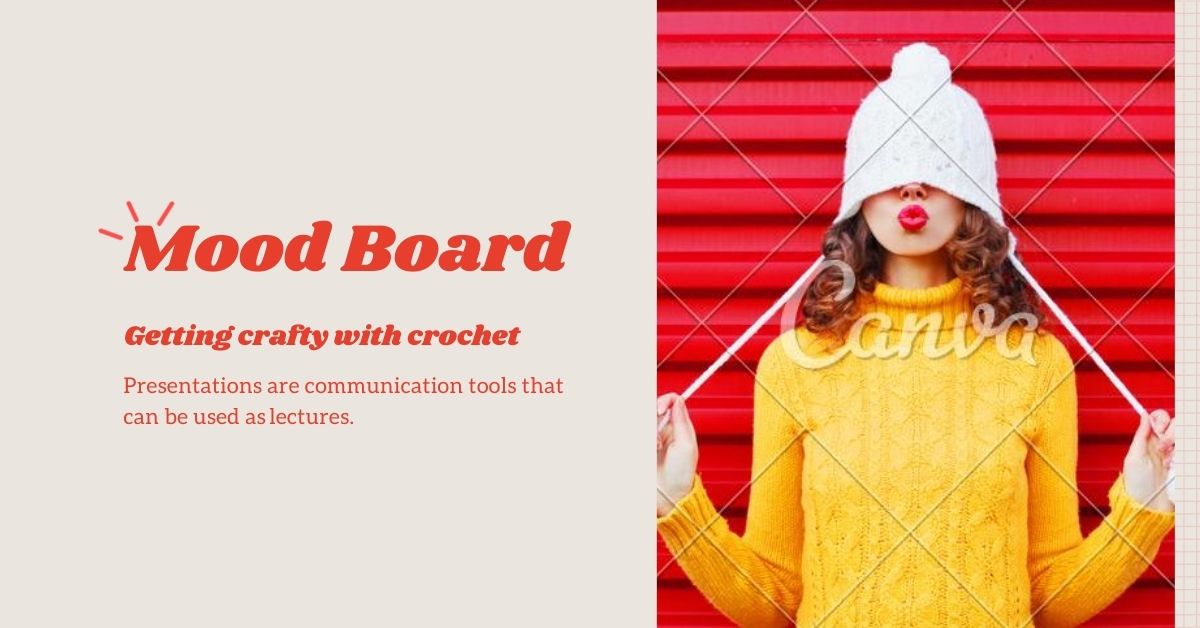 Mood Board
Getting crafty with crochet
Presentations are communication tools that
can be used as lectures.
Canva